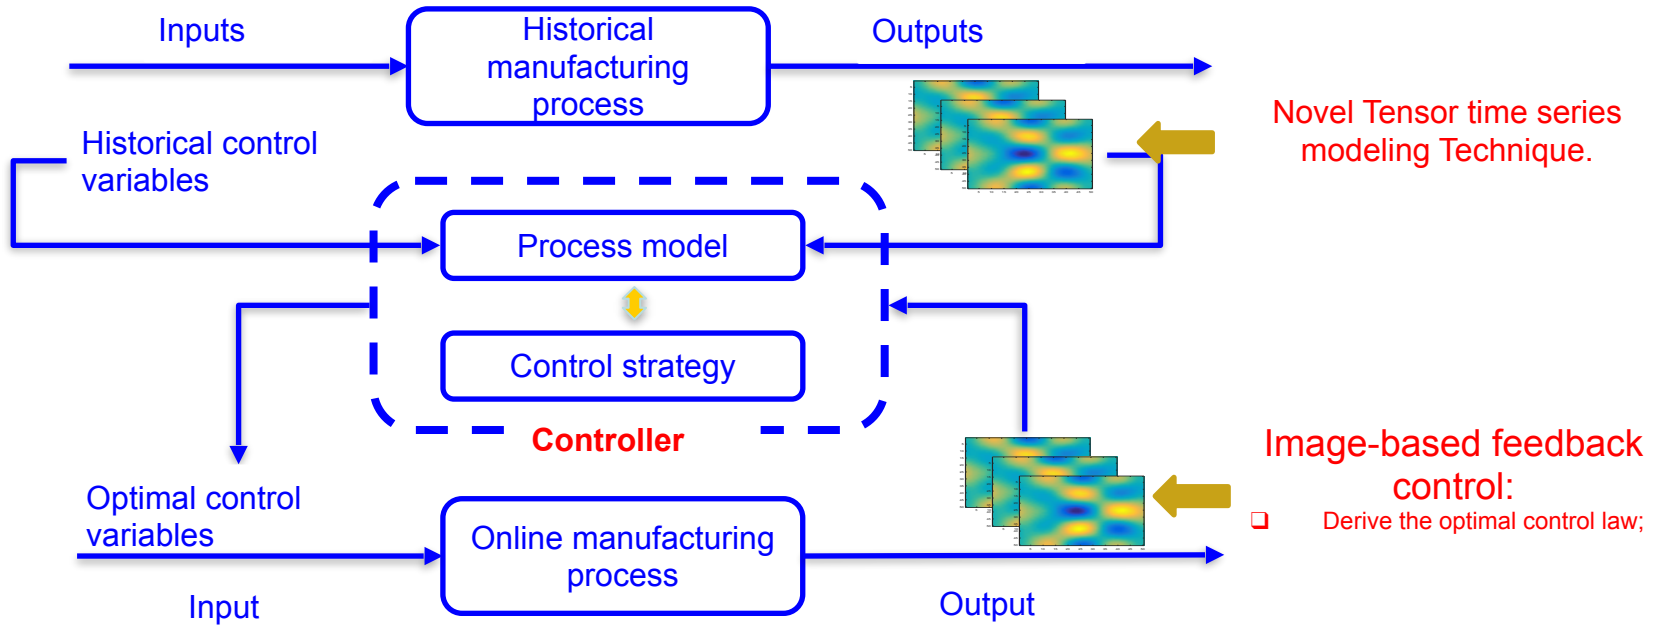 Inputs
Historical
manufacturing
process
Outputs
Novel Tensor time series
modeling Technique.
Historical control
variables
Process model
Control strategy
Controller
Image-based feedback
control:
❑ Derive the optimal control law;
Optimal control
variables
Online manufacturing
process
Input
Output